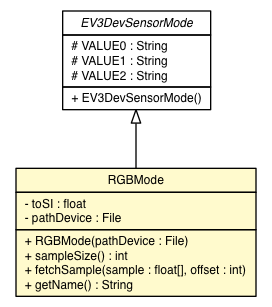 EV3DevSensorMode
# VALUE0 : String
# VALUE1 : String
# VALUE2 : String
+ EV3DevSensorMode()
RGBMode
- toSI : float
- pathDevice : File
+ RGBMode(pathDevice : File)
+ sampleSize() : int
+ fetchSample(sample : float[], offset : int)
+ getName() : String